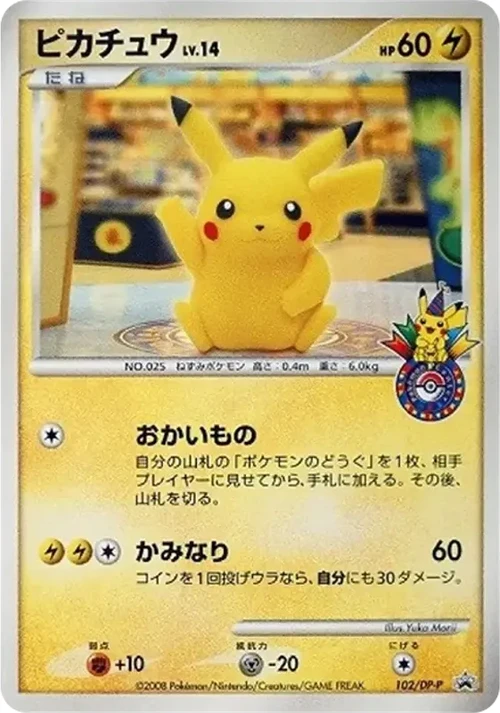 ピカチュウ LV.14 HP60
たね
NO.025 ねずみポケモン 高さ:0.4m 重さ:6.0kg
おかいもの
自分の山札の「ポケモンのどうぐ」を1枚、相手
プレイヤーに見せてから、手札に加える。その後、
山札を切る。
かみなり 60
コインを1回投げウラなら、自分にも30ダメージ。
Illus. Yuka Morii
弱点 抵抗力 にげる
+10 -20
©2008 Pokémon/Nintendo/Creatures/GAME FREAK. 102/DP-P